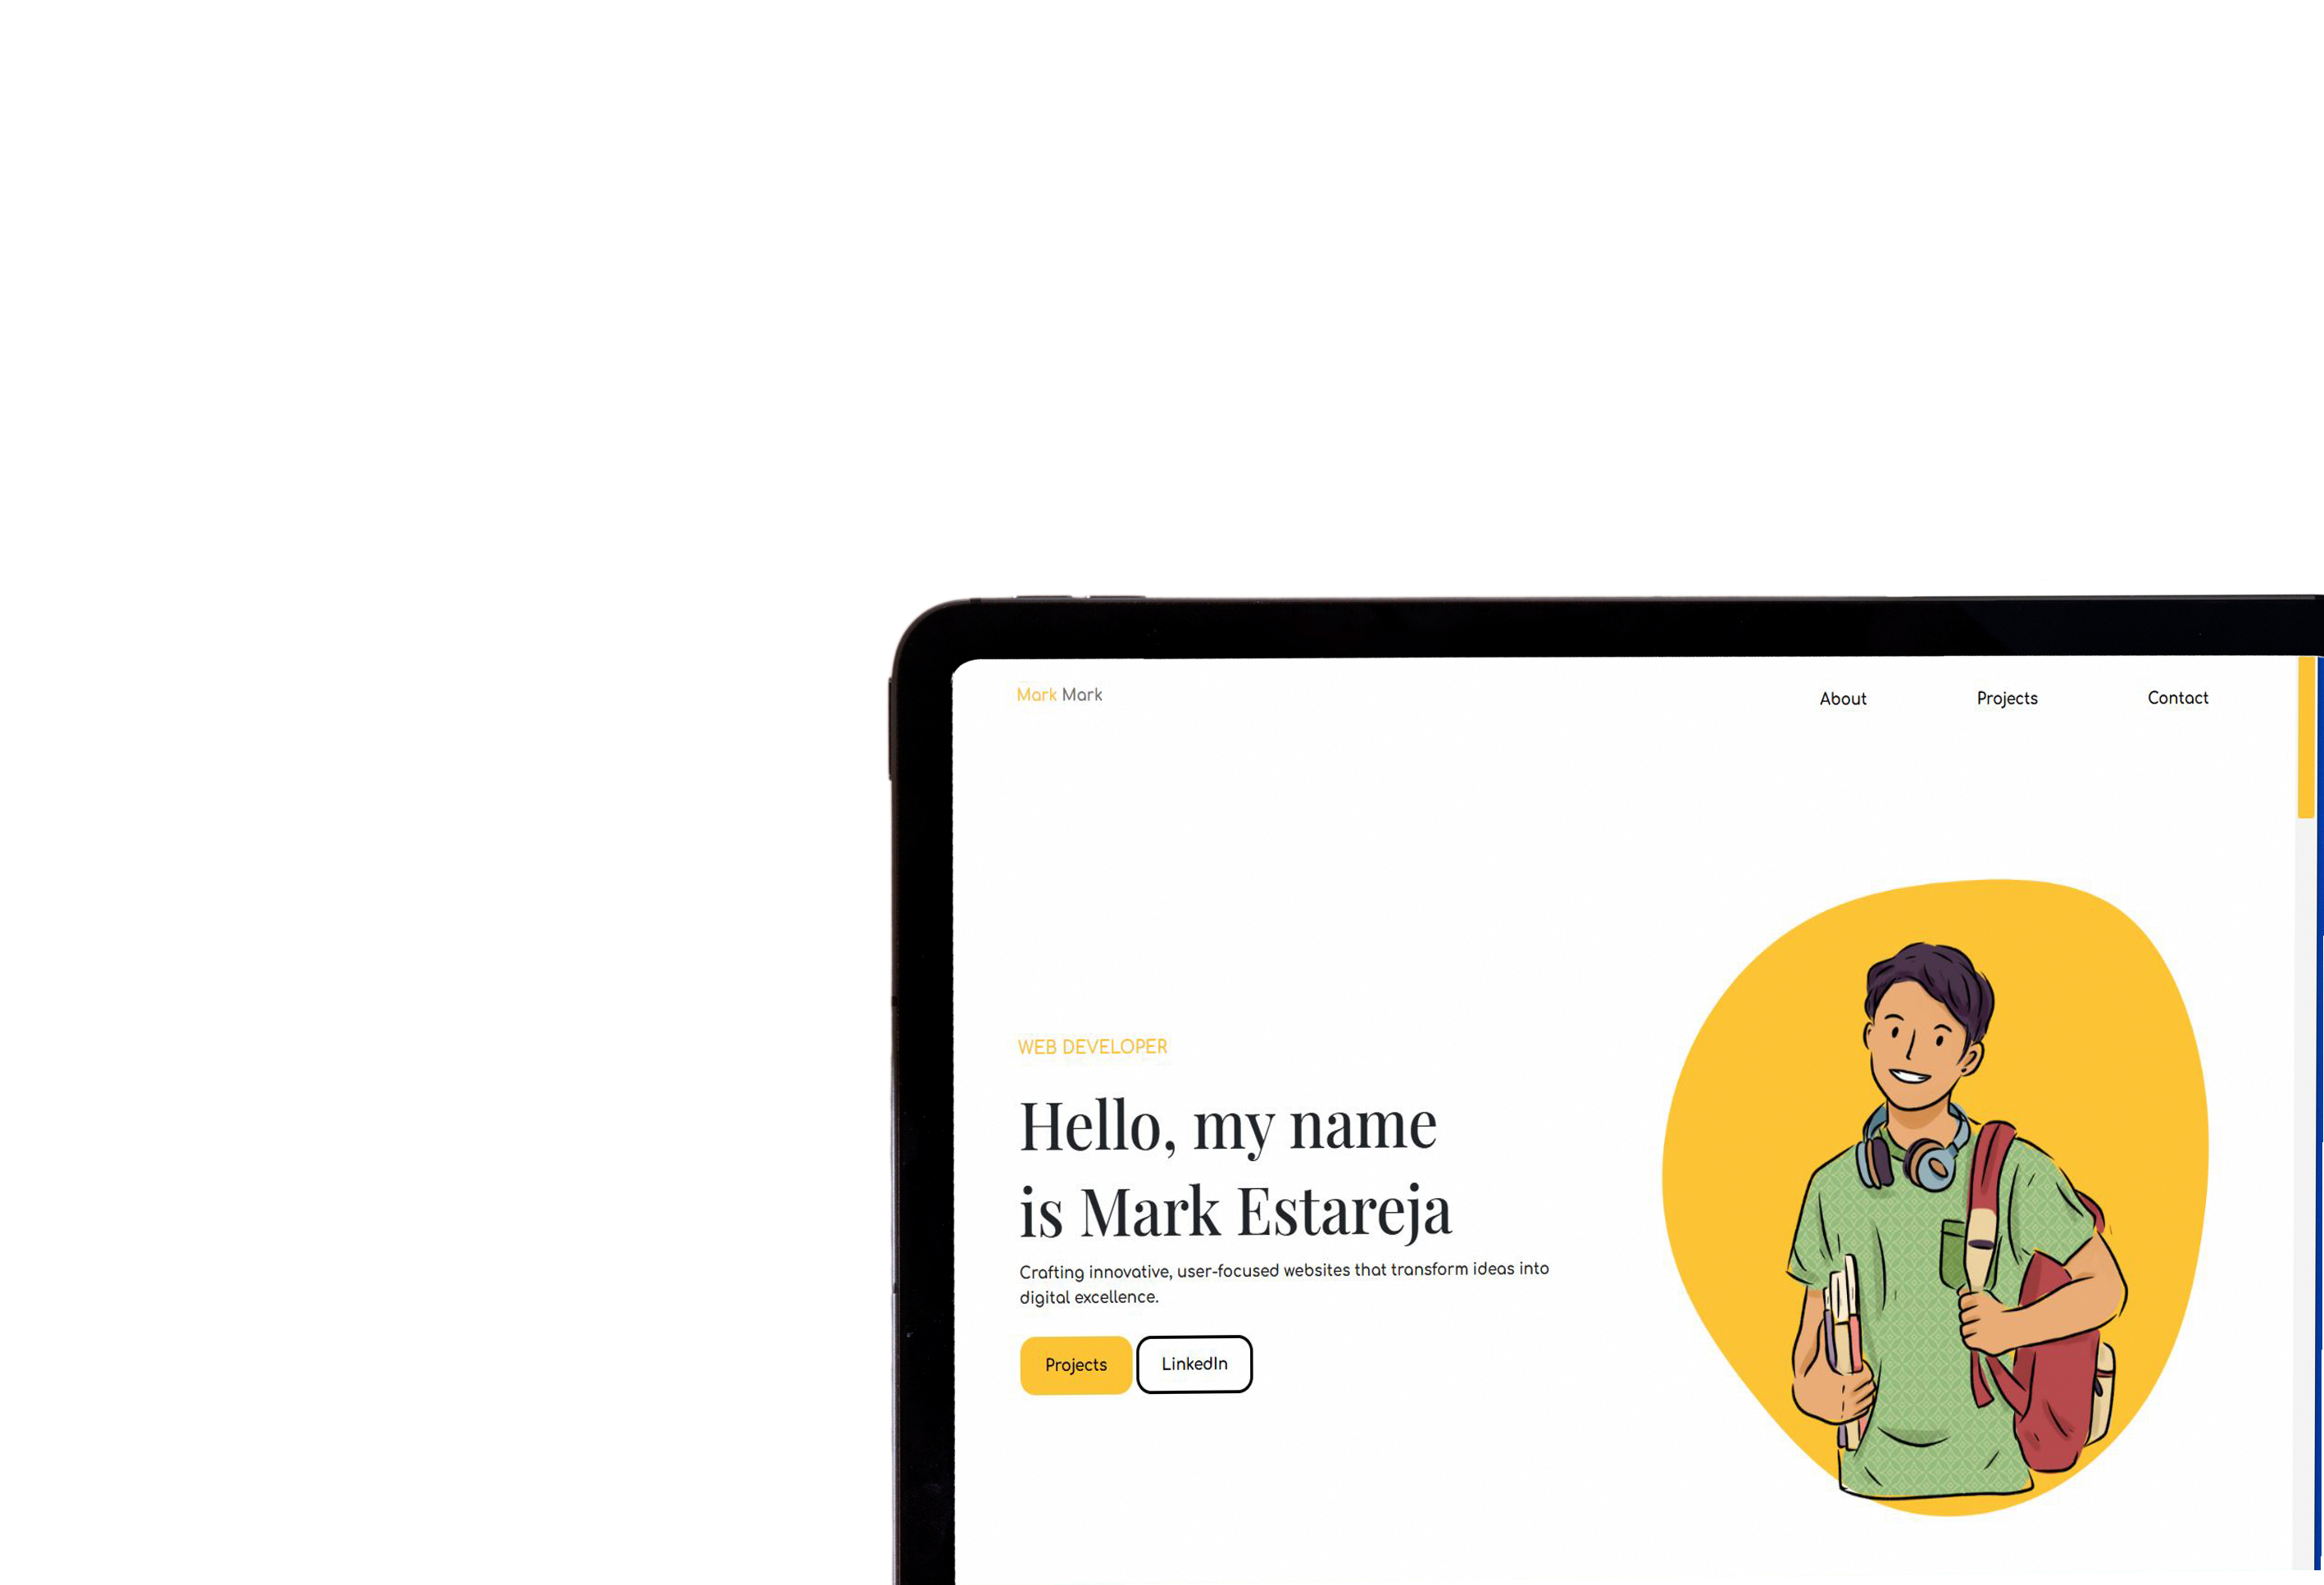 Mark Mark
About Projects Contact
WEB DEVELOPER
Hello, my name
is Mark Estareja
Crafting innovative, user-focused websites that transform ideas into
digital excellence.
Projects LinkedIn